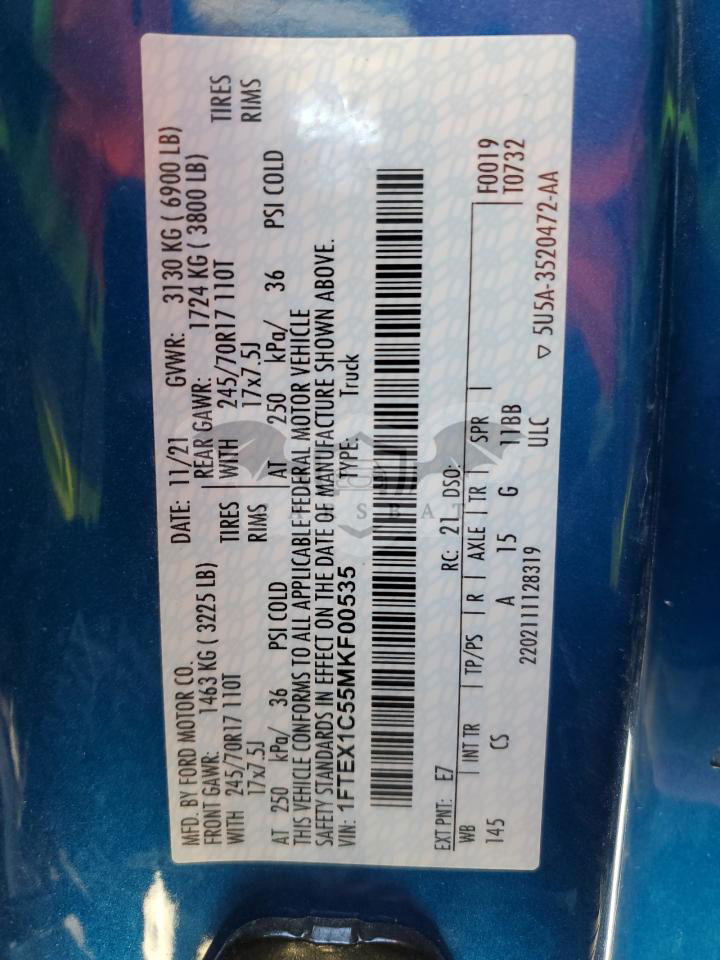 MFD. BY FORD MOTOR CO. DATE: 11/21 GVWR: 3130 KG ( 6900 LB)
FRONT GAWR: 1463 KG ( 3225 LB) REAR GAWR: 1724 KG ( 3800 LB)
WITH 245/70R17 110T TIRES WITH 245/70R17 110T TIRES
17x7.5J RIMS 17x7.5J RIMS
AT 250 kPa/ 36 PSI COLD AT 250 kPa/ 36 PSI COLD
THIS VEHICLE CONFORMS TO ALL APPLICABLE FEDERAL MOTOR VEHICLE
SAFETY STANDARDS IN EFFECT ON THE DATE OF MANUFACTURE SHOWN ABOVE.
VIN: 1FTEX1C55MKF00535 TYPE: Truck
EXT PNT: E7 RC: 21 DSO: F0019
WB INT TR TP/PS R AXLE TR SPR T0732
145 CS A 15 G 11BB
2202111128319 ULC
▽ 5U5A-3520472-AA